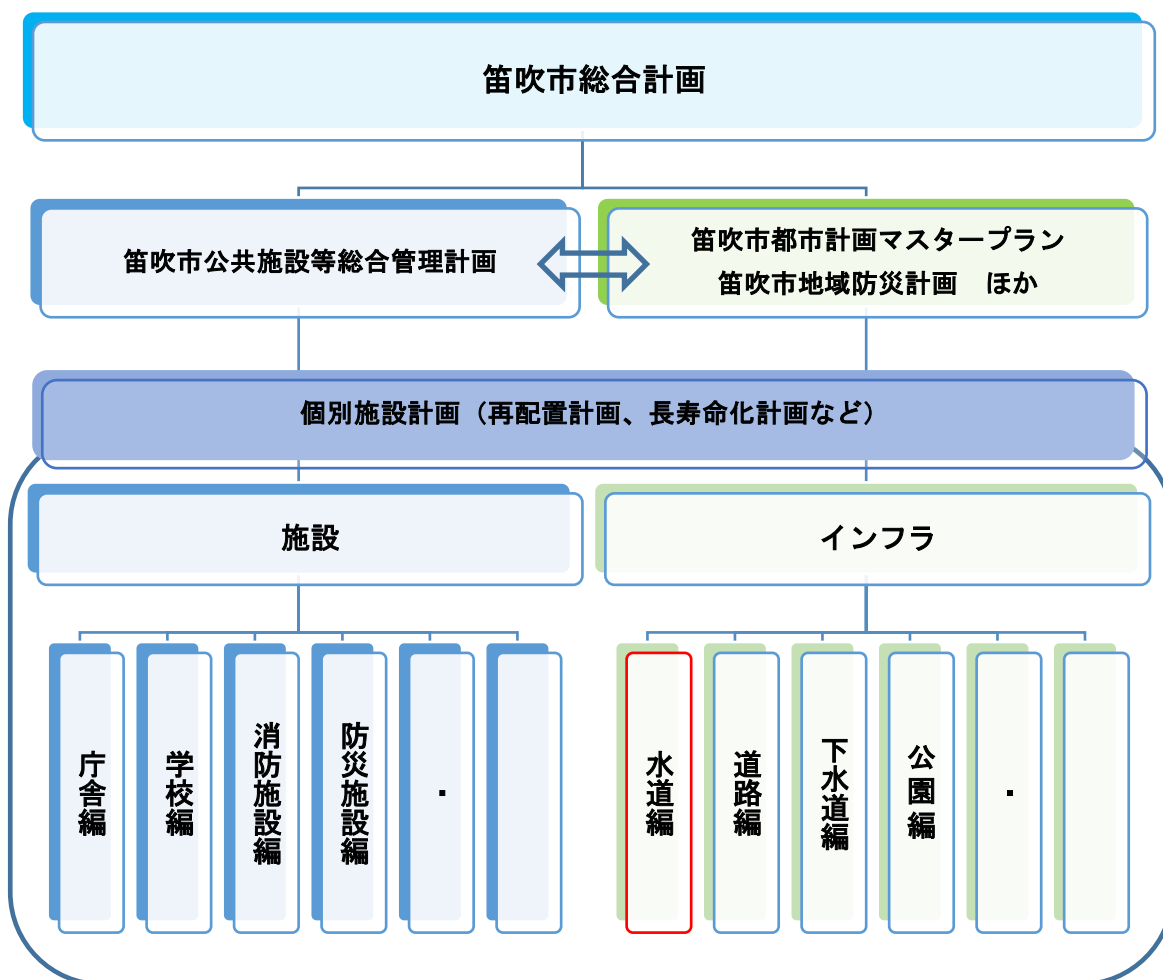 笛吹市総合計画
笛吹市公共施設等総合管理計画
笛吹市都市計画マスタープラン
笛吹市地域防災計画　ほか
個別施設計画（再配置計画、長寿命化計画など）
施設
インフラ
庁舎編
学校編
消防施設編
防災施設編
・
水道編
道路編
下水道編
公園編
・